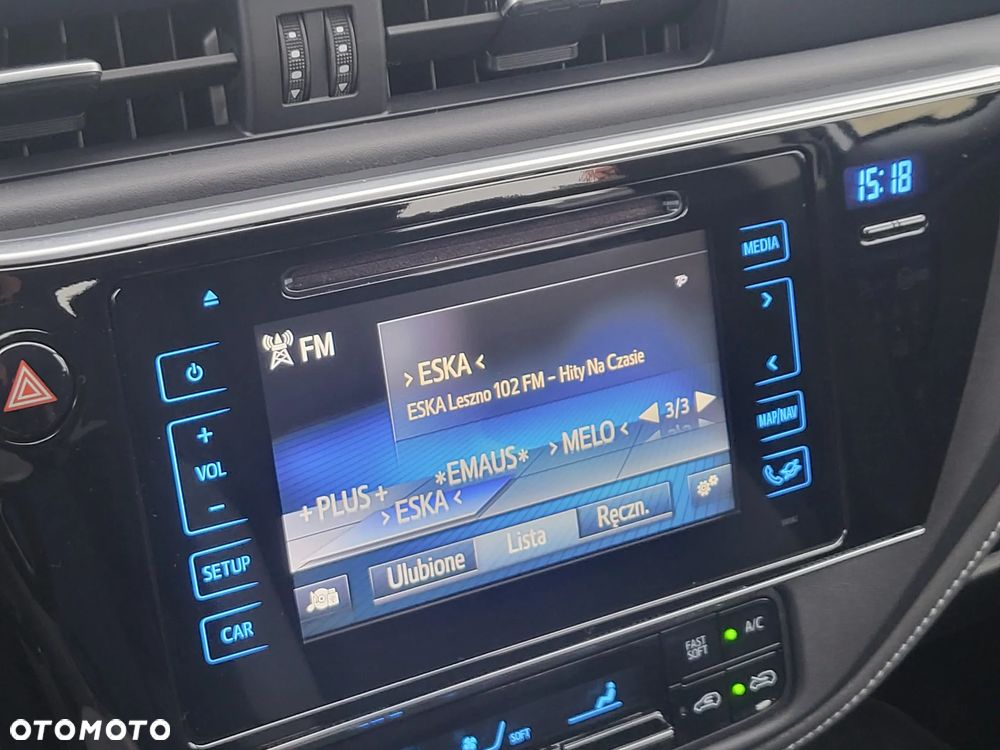 15:18
MEDIA
FM
> ESKA <
ESKA Leszno 102 FM - Hity Na Czasie
3/3
+ PLUS +
*EMAUS*
> MELO <
> ESKA <
Ulubione
Lista
Ręczn.
+
VOL
-
SETUP
CAR
MAP/NAV
FAST
SOFT
A/C
SOFT
OTOMOTO